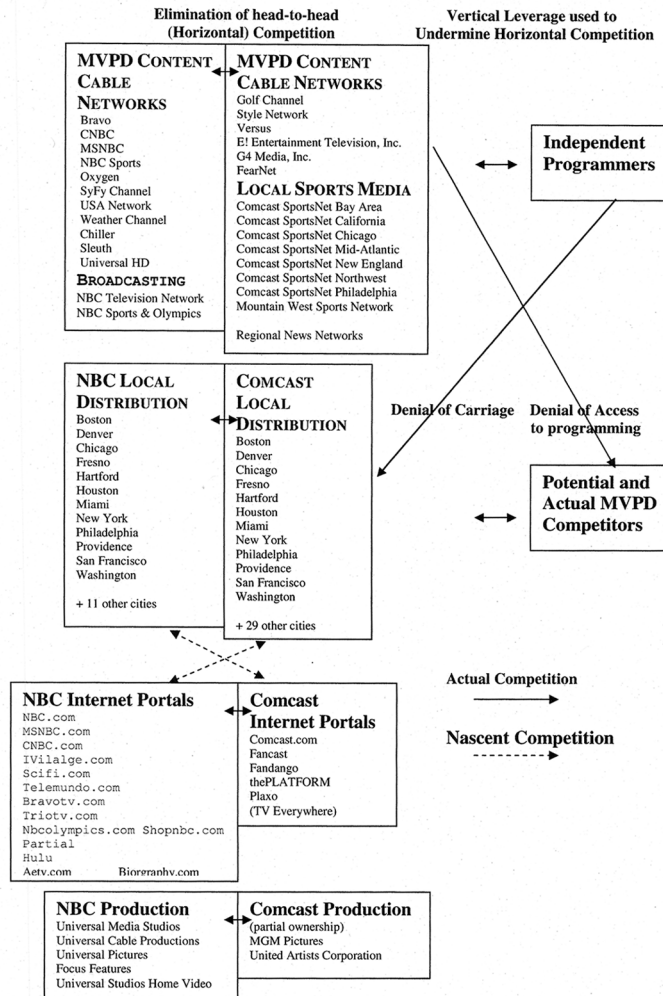 Elimination of head-to-head
(Horizontal) Competition
Vertical Leverage used to
Undermine Horizontal Competition
MVPD CONTENT
CABLE
NETWORKS
Bravo
CNBC
MSNBC
NBC Sports
Oxygen
SyFy Channel
USA Network
Weather Channel
Chiller
Sleuth
Universal HD
BROADCASTING
NBC Television Network
NBC Sports & Olympics
MVPD CONTENT
CABLE NETWORKS
Golf Channel
Style Network
Versus
E! Entertainment Television, Inc.
G4 Media, Inc.
FearNet
LOCAL SPORTS MEDIA
Comcast SportsNet Bay Area
Comcast SportsNet California
Comcast SportsNet Chicago
Comcast SportsNet Mid-Atlantic
Comcast SportsNet New England
Comcast SportsNet Northwest
Comcast SportsNet Philadelphia
Mountain West Sports Network
Regional News Networks
Independent
Programmers
NBC LOCAL
DISTRIBUTION
Boston
Denver
Chicago
Fresno
Hartford
Houston
Miami
New York
Philadelphia
Providence
San Francisco
Washington
+ 11 other cities
COMCAST
LOCAL
DISTRIBUTION
Boston
Denver
Chicago
Fresno
Hartford
Houston
Miami
New York
Philadelphia
Providence
San Francisco
Washington
+ 29 other cities
Denial of Carriage
Denial of Access
to programming
Potential and
Actual MVPD
Competitors
NBC Internet Portals
NBC.com
MSNBC.com
CNBC.com
IVilalge.com
Scifi.com
Telemundo.com
Bravotv.com
Triotv.com
Nbcolympics.com Shopnbc.com
Partial
Hulu
Aetv.com Biography.com
Comcast
Internet Portals
Comcast.com
Fancast
Fandango
thePLATFORM
Plaxo
(TV Everywhere)
Actual Competition
Nascent Competition
NBC Production
Universal Media Studios
Universal Cable Productions
Universal Pictures
Focus Features
Universal Studios Home Video
Comcast Production
(partial ownership)
MGM Pictures
United Artists Corporation